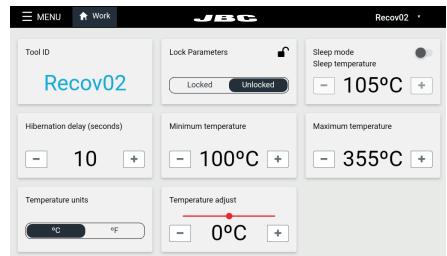 MENU Work JBC Recov02
Tool ID
Recov02
Lock Parameters
Locked Unlocked
Sleep mode
Sleep temperature
- 105ºC +
Hibernation delay (seconds)
- 10 +
Minimum temperature
- 100ºC +
Maximum temperature
- 355ºC +
Temperature units
ºC ºF
Temperature adjust
- 0ºC +